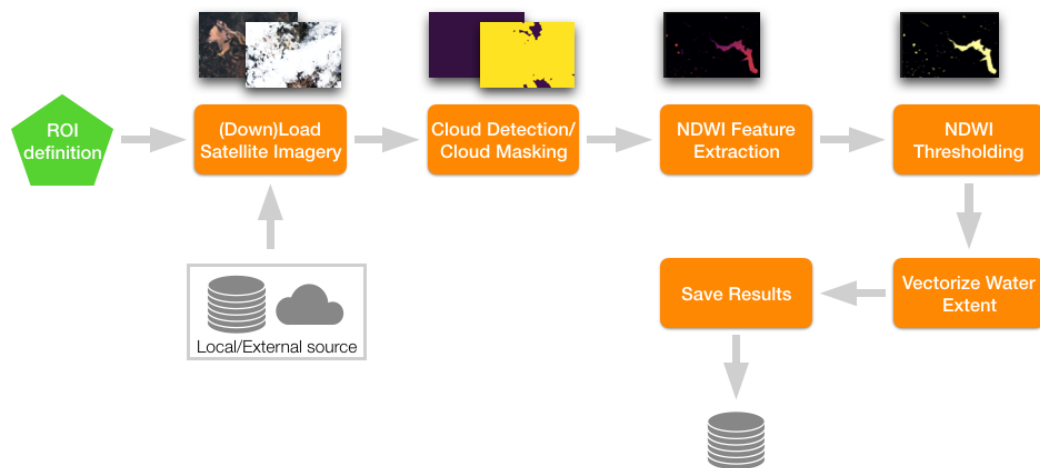 ROI
definition
(Down)Load
Satellite Imagery
Cloud Detection/
Cloud Masking
NDWI Feature
Extraction
NDWI
Thresholding
Local/External source
Save Results
Vectorize Water
Extent